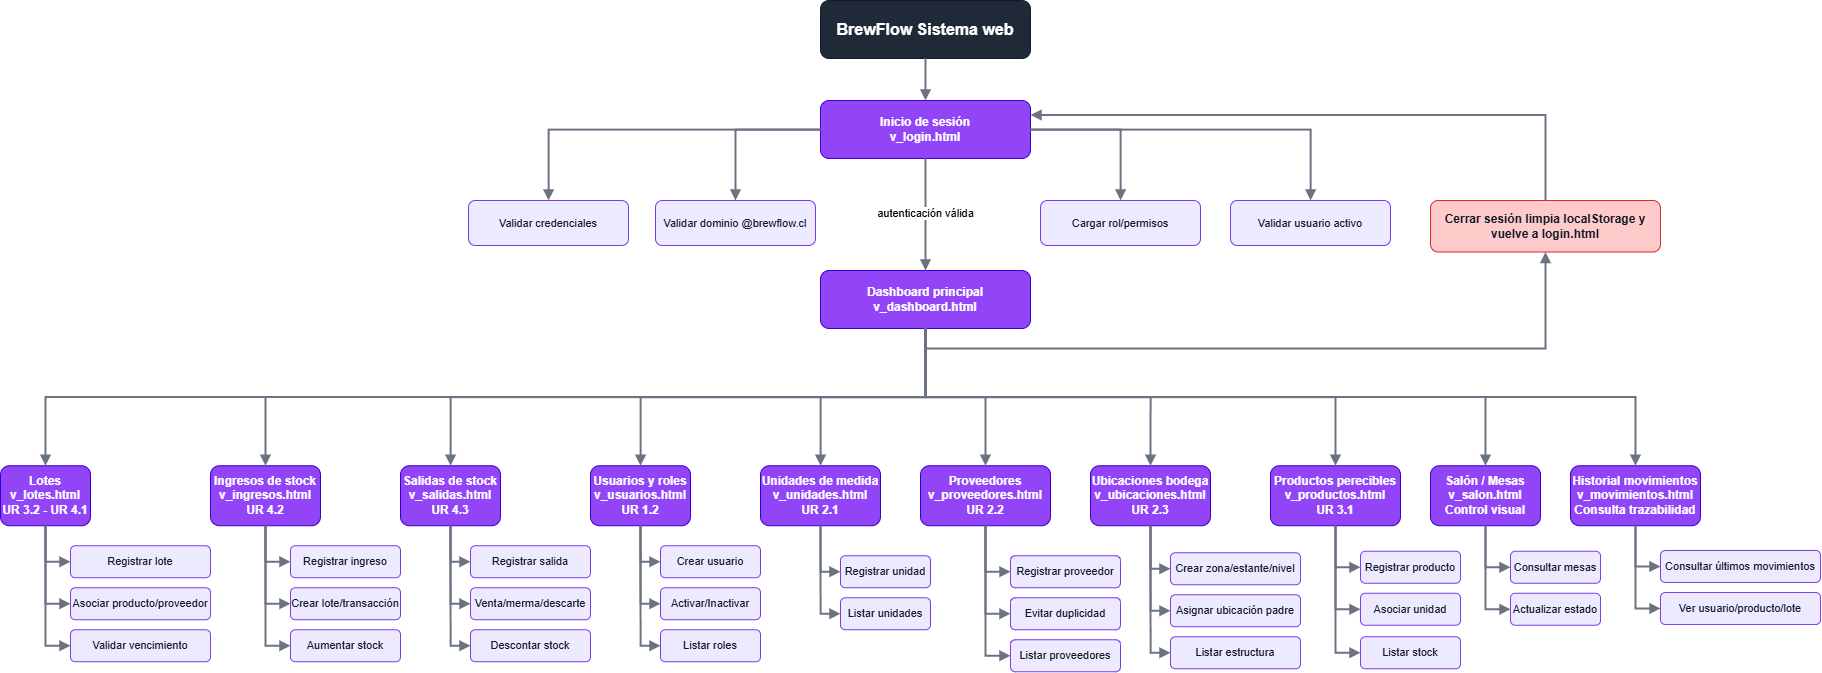 BrewFlow Sistema web
Inicio de sesión
v_login.html
Validar credenciales
Validar dominio @brewflow.cl
autenticación válida
Cargar rol/permisos
Validar usuario activo
Cerrar sesión limpia localStorage y
vuelve a login.html
Dashboard principal
v_dashboard.html
Lotes
v_lotes.html
UR 3.2 - UR 4.1
Registrar lote
Asociar producto/proveedor
Validar vencimiento
Ingresos de stock
v_ingresos.html
UR 4.2
Registrar ingreso
Crear lote/transacción
Aumentar stock
Salidas de stock
v_salidas.html
UR 4.3
Registrar salida
Venta/merma/descarte
Descontar stock
Usuarios y roles
v_usuarios.html
UR 1.2
Crear usuario
Activar/Inactivar
Listar roles
Unidades de medida
v_unidades.html
UR 2.1
Registrar unidad
Listar unidades
Proveedores
v_proveedores.html
UR 2.2
Registrar proveedor
Evitar duplicidad
Listar proveedores
Ubicaciones bodega
v_ubicaciones.html
UR 2.3
Crear zona/estante/nivel
Asignar ubicación padre
Listar estructura
Productos perecibles
v_productos.html
UR 3.1
Registrar producto
Asociar unidad
Listar stock
Salón / Mesas
v_salon.html
Control visual
Consultar mesas
Actualizar estado
Historial movimientos
v_movimientos.html
Consulta trazabilidad
Consultar últimos movimientos
Ver usuario/producto/lote